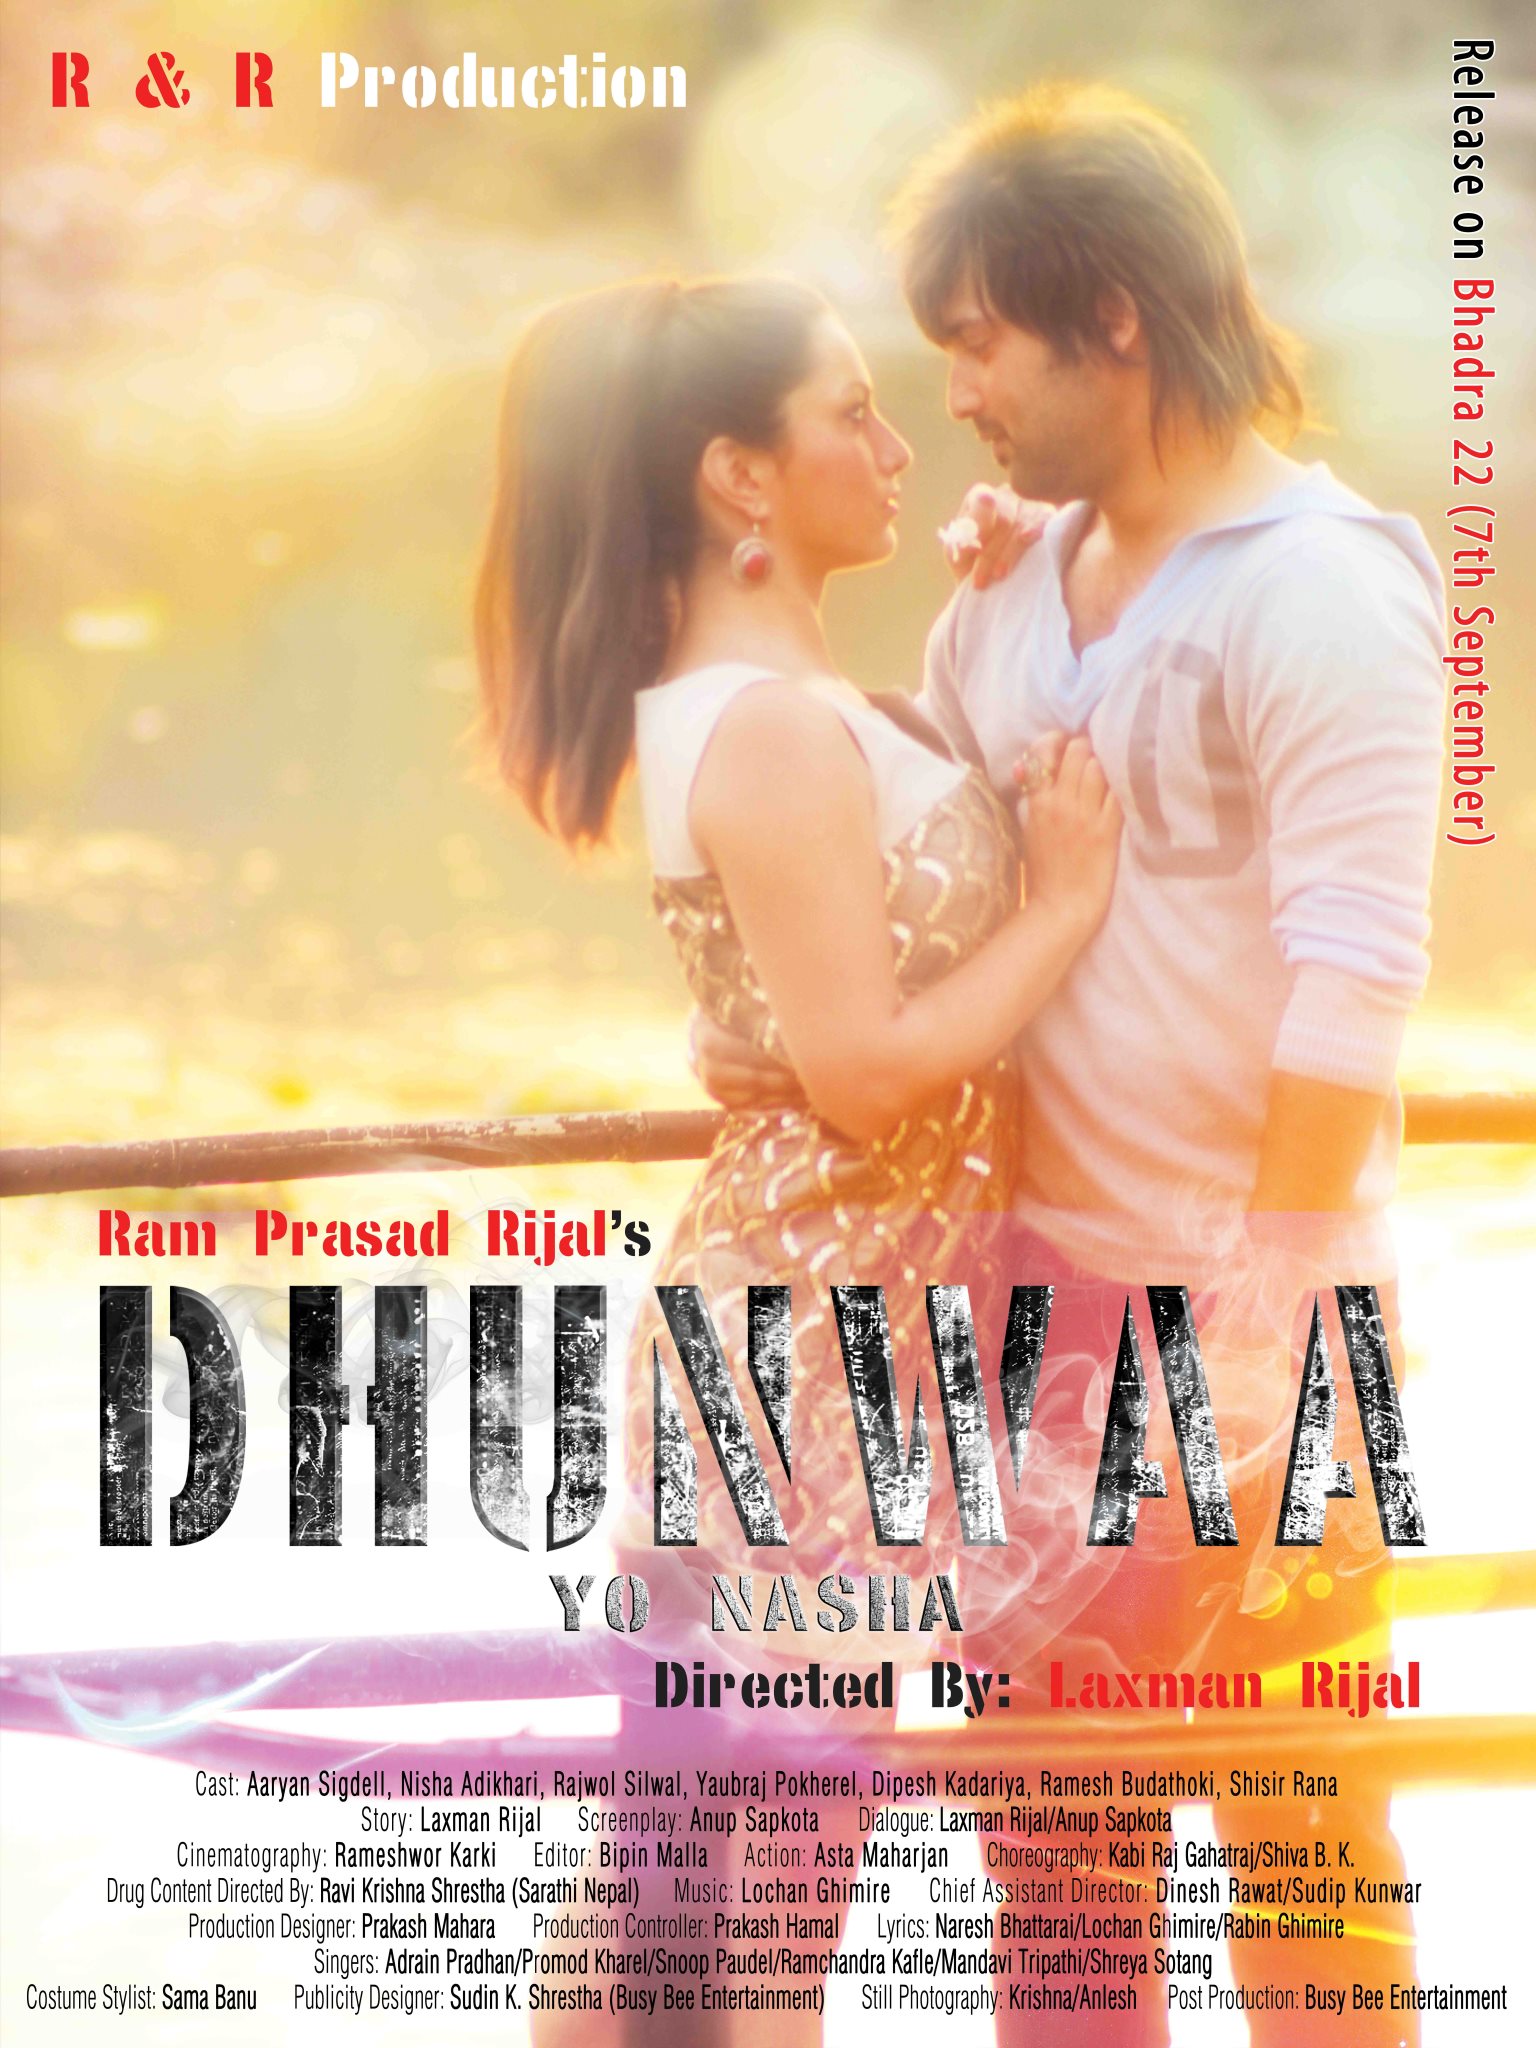 R & R Production
Release on Bhadra 22 (7th September)
Ram Prasad Rijal's
DHUNWAA
YO NASHA
Directed By: Laxman Rijal
Cast: Aaryan Sigdell, Nisha Adikhari, Rajwol Silwal, Yaubraj Pokherel, Dipesh Kadariya, Ramesh Budathoki, Shisir Rana
Story: Laxman Rijal Screenplay: Anup Sapkota Dialogue: Laxman Rijal/Anup Sapkota
Cinematography: Rameshwor Karki Editor: Bipin Malla Action: Asta Maharjan Choreography: Kabi Raj Gahatraj/Shiva B. K.
Drug Content Directed By: Ravi Krishna Shrestha (Sarathi Nepal) Music: Lochan Ghimire Chief Assistant Director: Dinesh Rawat/Sudip Kunwar
Production Designer: Prakash Mahara Production Controller: Prakash Hamal Lyrics: Naresh Bhattarai/Lochan Ghimire/Rabin Ghimire
Singers: Adrain Pradhan/Promod Kharel/Snoop Paudel/Ramchandra Kafle/Mandavi Tripathi/Shreya Sotang
Costume Stylist: Sama Banu Publicity Designer: Sudin K. Shrestha (Busy Bee Entertainment) Still Photography: Krishna/Anlesh Post Production: Busy Bee Entertainment